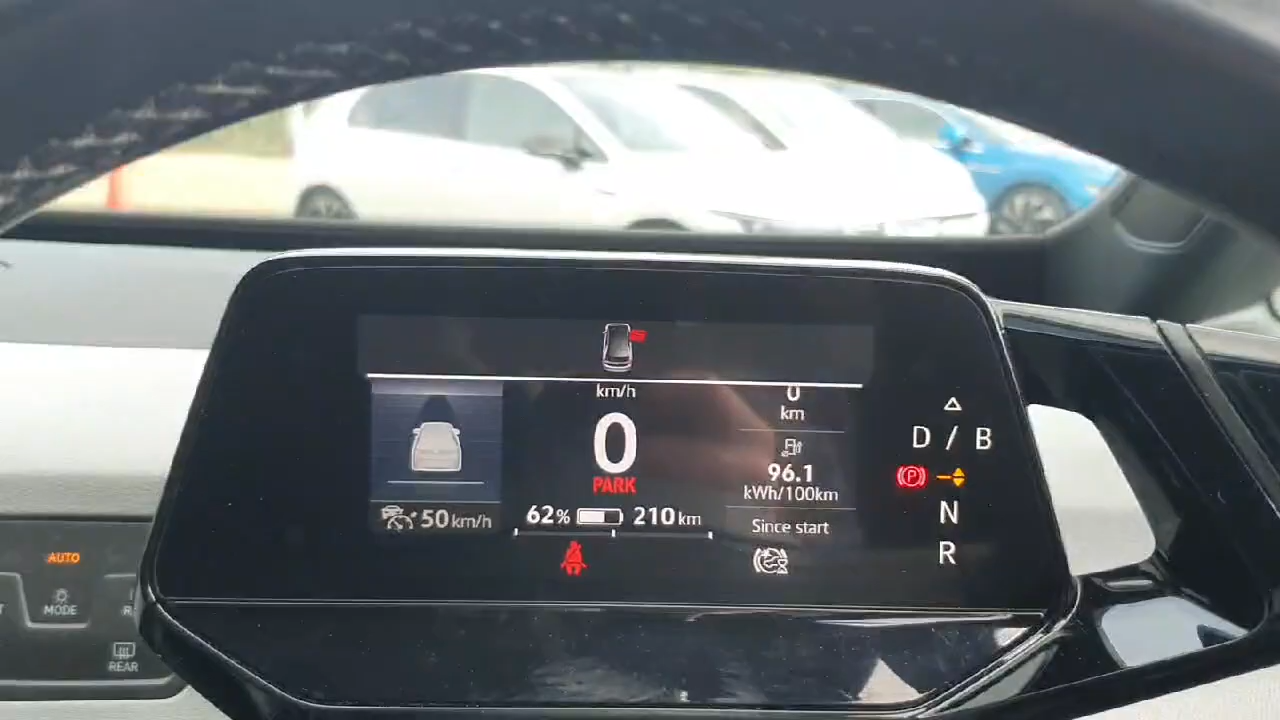 km/h
0
PARK
50 km/h
62% 210 km
0
km
96.1
kWh/100km
Since start
D / B
P
N
R
AUTO
MODE
REAR